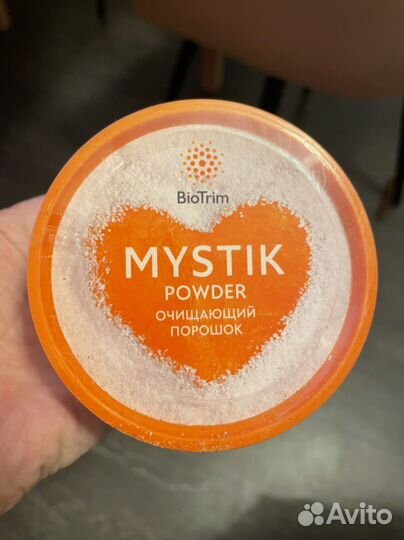 BioTrim
MYSTIK
POWDER
ОЧИЩАЮЩИЙ
ПОРОШОК
Avito